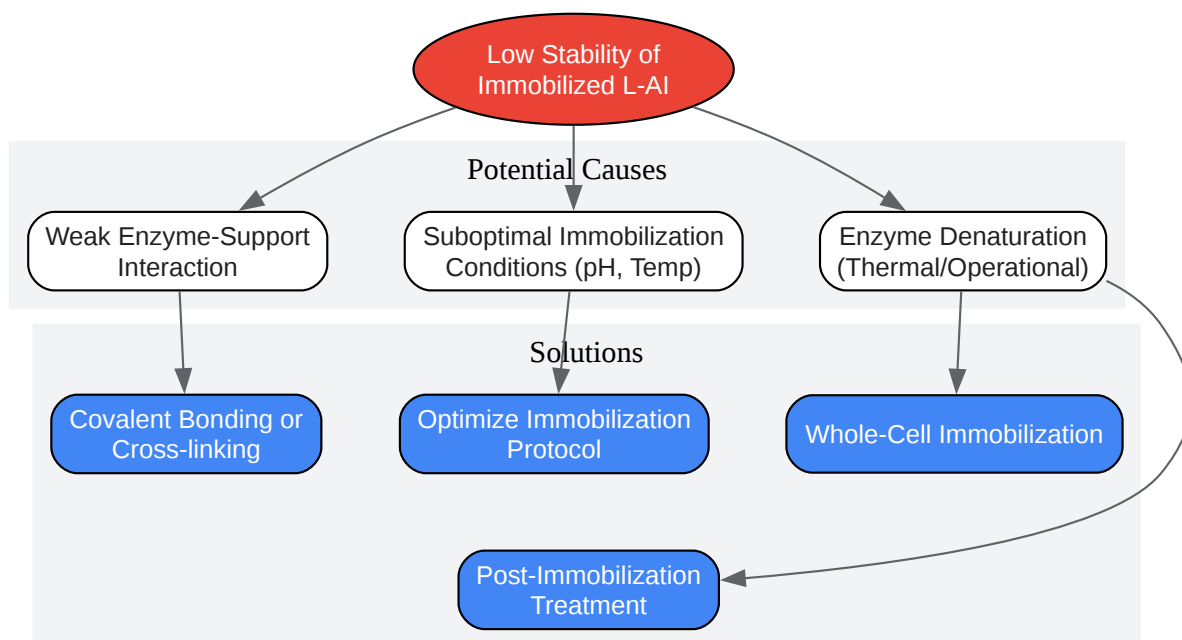 Low Stability of
Immobilized L-AI
Potential Causes
Weak Enzyme-Support
Interaction
Suboptimal Immobilization
Conditions (pH, Temp)
Enzyme Denaturation
(Thermal/Operational)
Solutions
Covalent Bonding or
Cross-linking
Optimize Immobilization
Protocol
Whole-Cell Immobilization
Post-Immobilization
Treatment